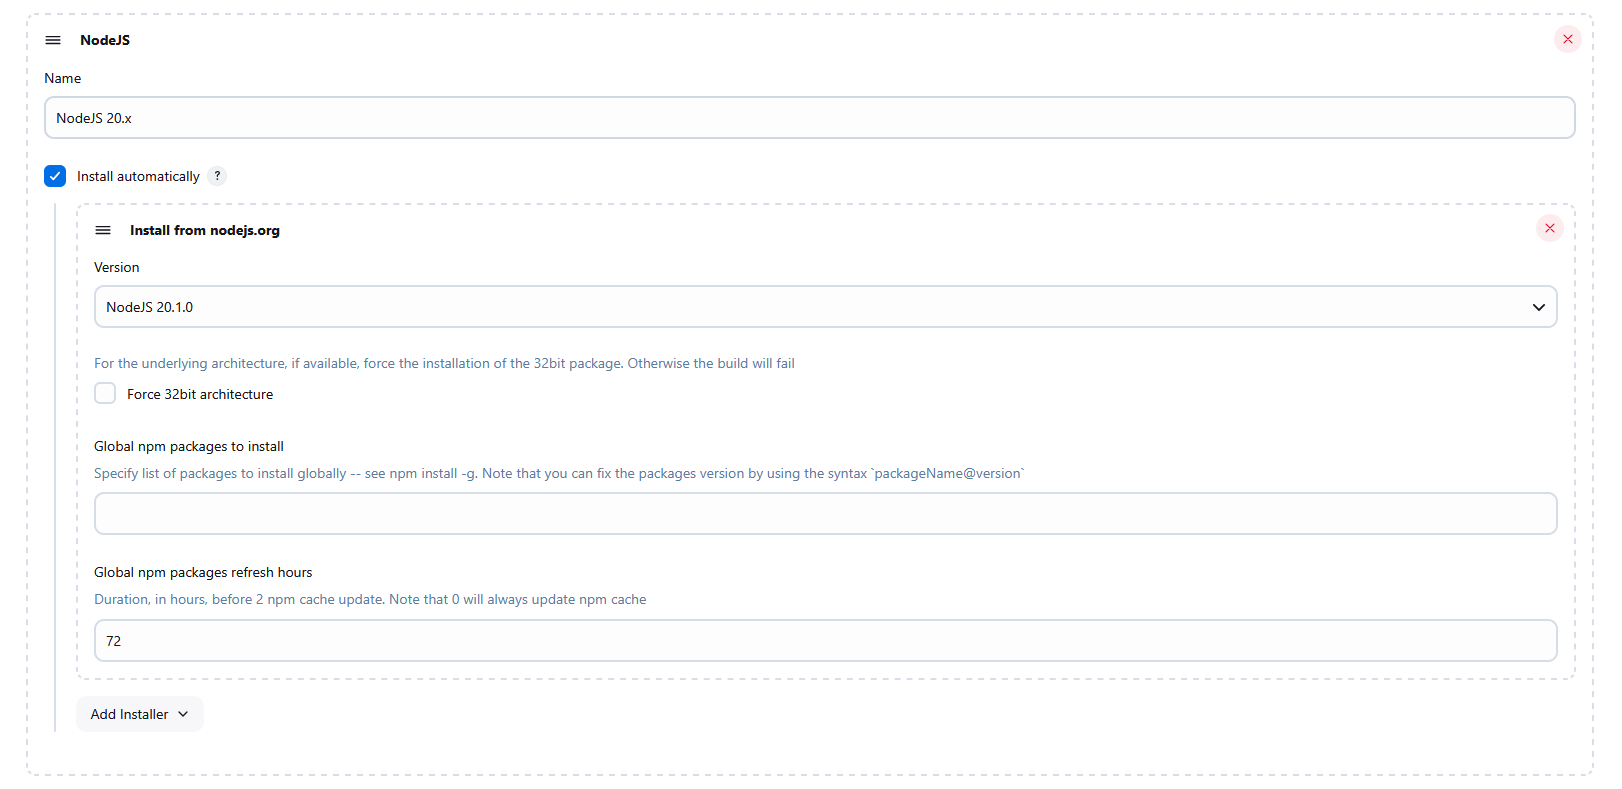 NodeJS
Name
NodeJS 20.x
Install automatically ?
Install from nodejs.org
Version
NodeJS 20.1.0
For the underlying architecture, if available, force the installation of the 32bit package. Otherwise the build will fail
Force 32bit architecture
Global npm packages to install
Specify list of packages to install globally -- see npm install -g. Note that you can fix the packages version by using the syntax `packageName@version`
Global npm packages refresh hours
Duration, in hours, before 2 npm cache update. Note that 0 will always update npm cache
72
Add Installer